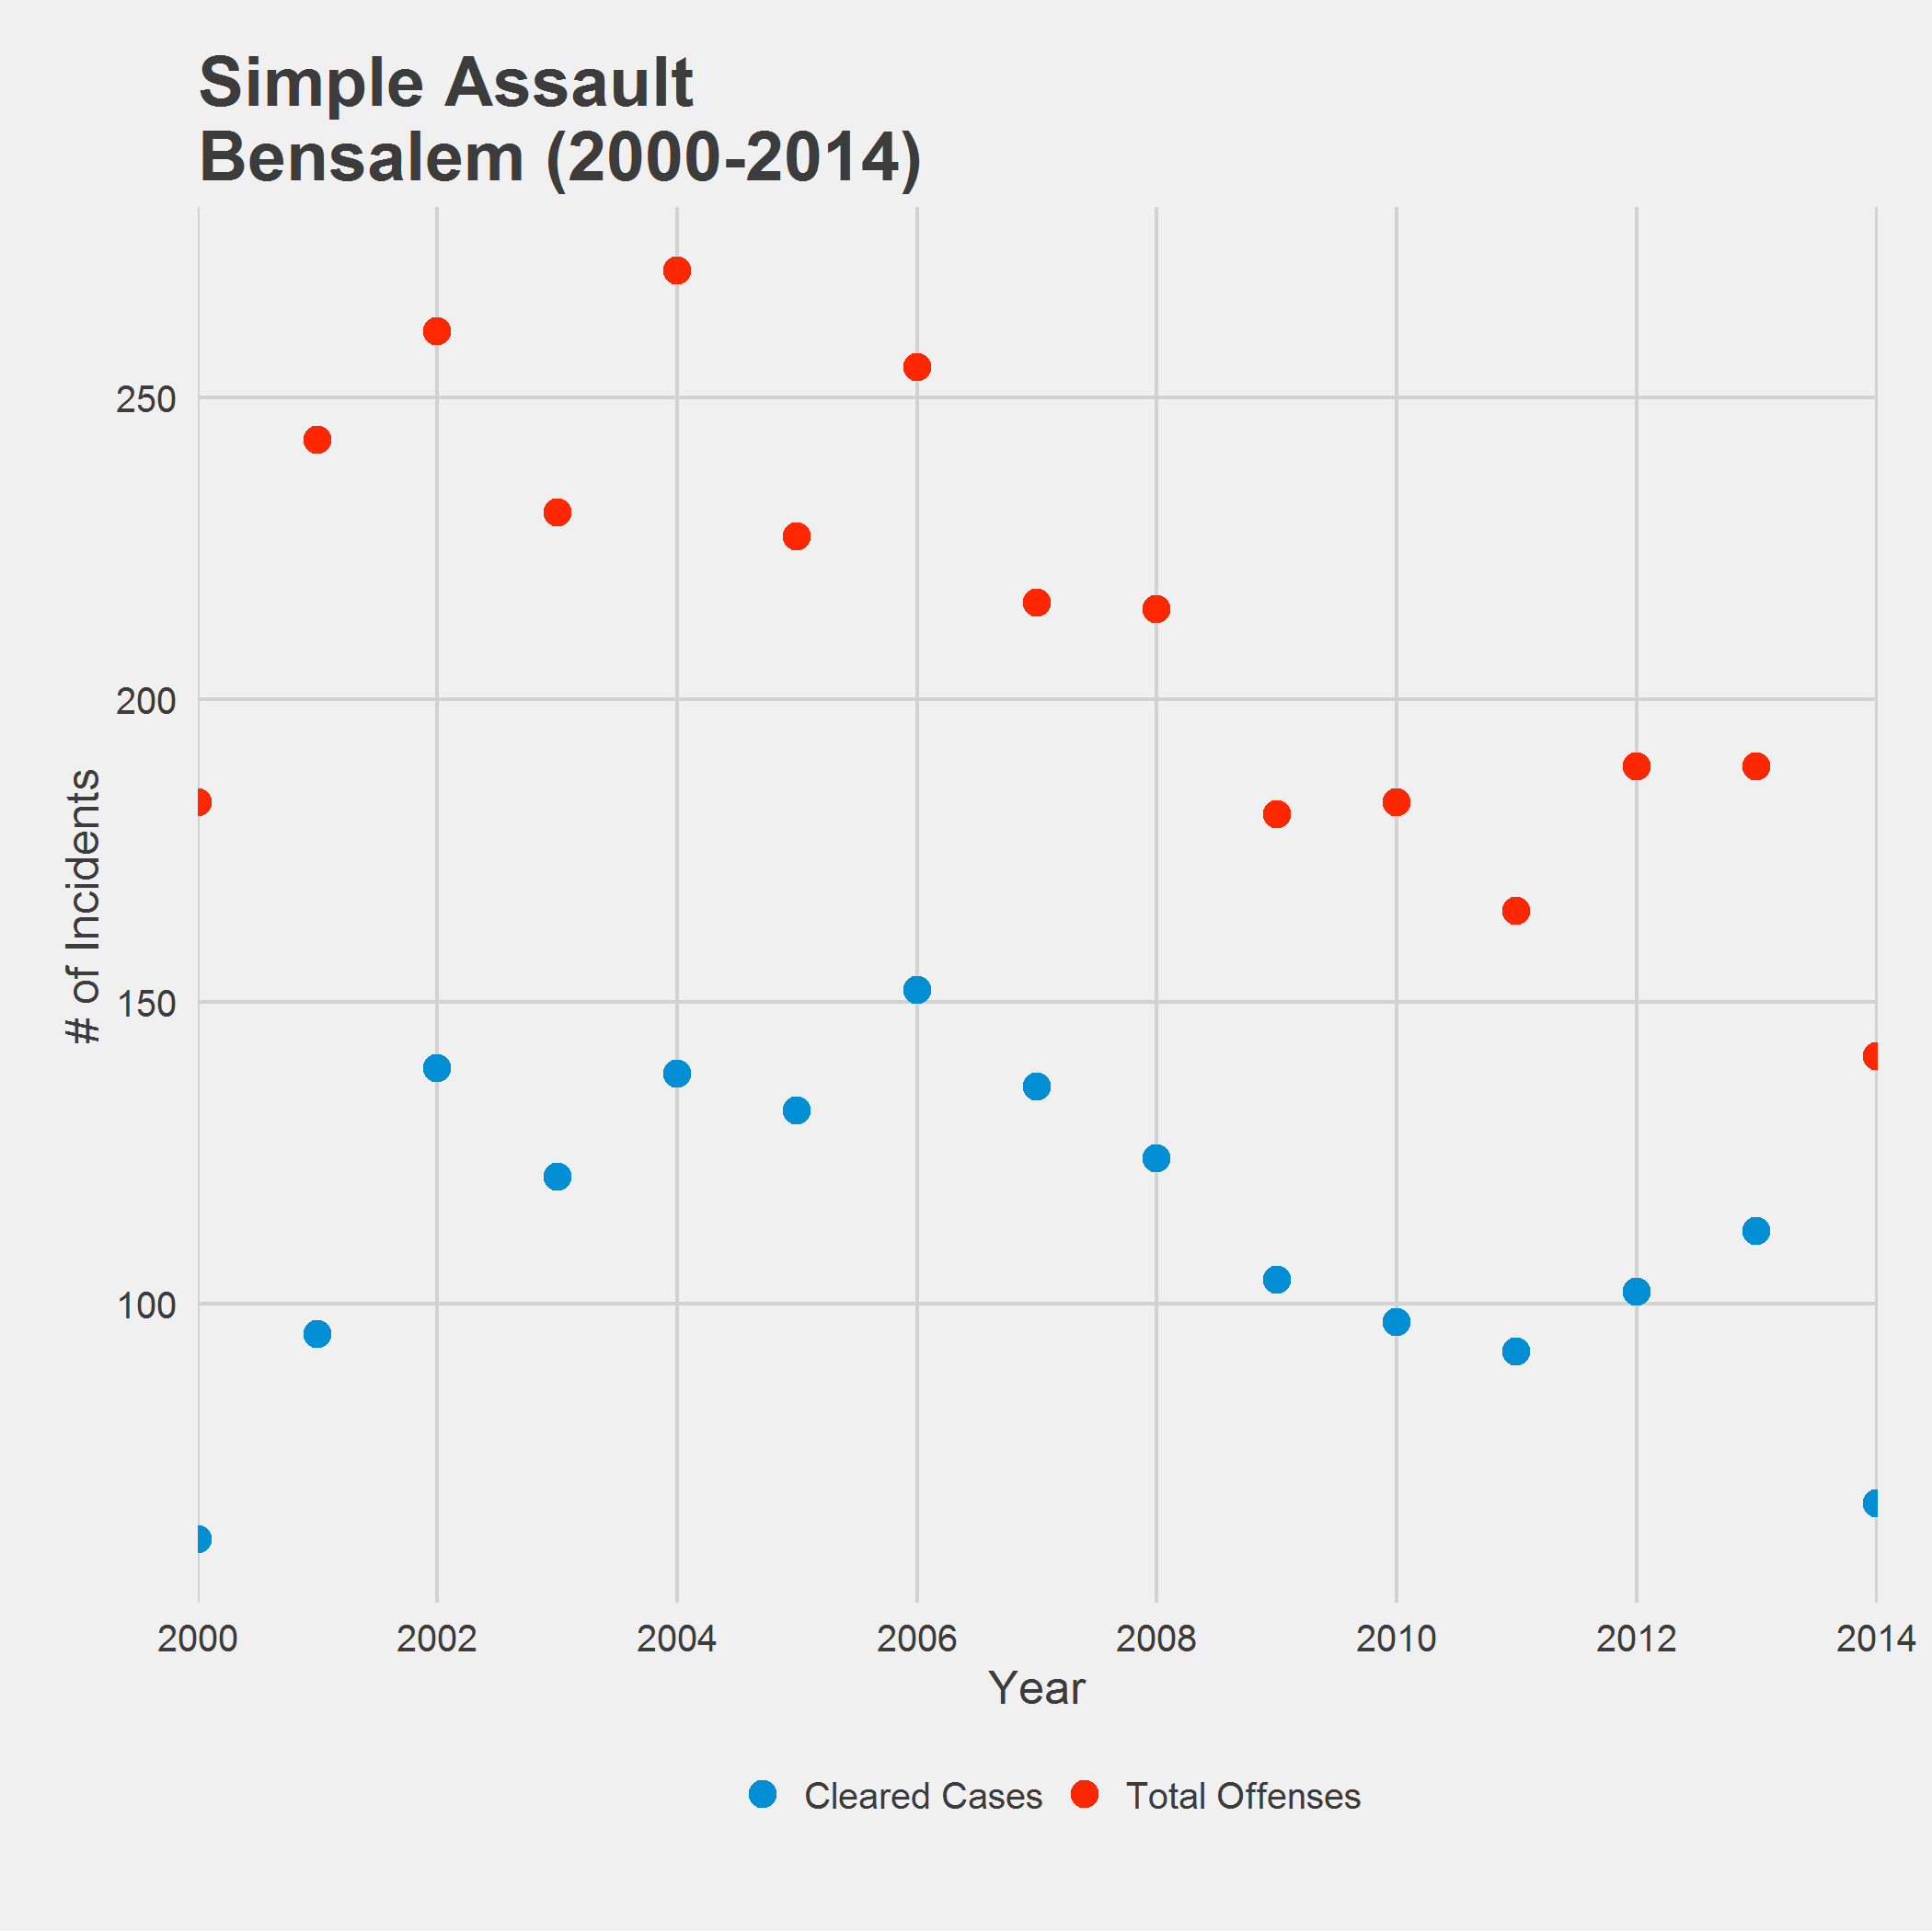 Simple Assault
Bensalem (2000-2014)
250
200
150
100
# of Incidents
2000 2002 2004 2006 2008 2010 2012 2014
Year
Cleared Cases Total Offenses